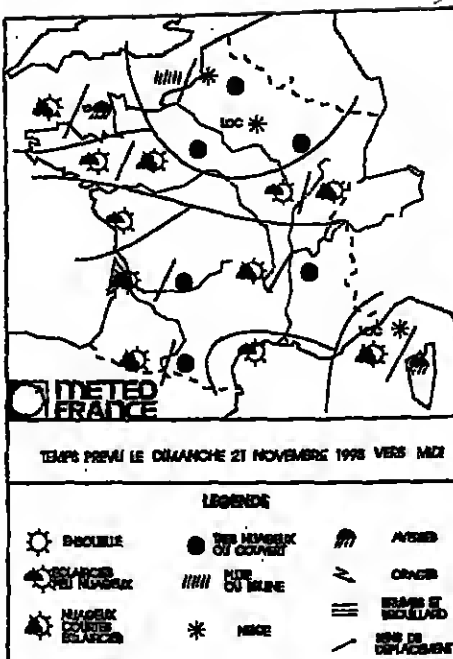 LOC
LOC
METEO
FRANCE
TEMPS PREVU LE DIMANCHE 21 NOVEMBRE 1993 VERS MIDI
LEGENDE
ENSOLEILLE
TRES NUAGEUX
OU COUVERT
AVERSES
ECLAIRCIES
PEU NUAGEUX
PLUIE
OU BRUINE
ORAGES
NUAGEUX
COURTES
ECLAIRCIES
NEIGE
BRUMES ET
BROUILLARD
SENS DE
DEPLACEMENT